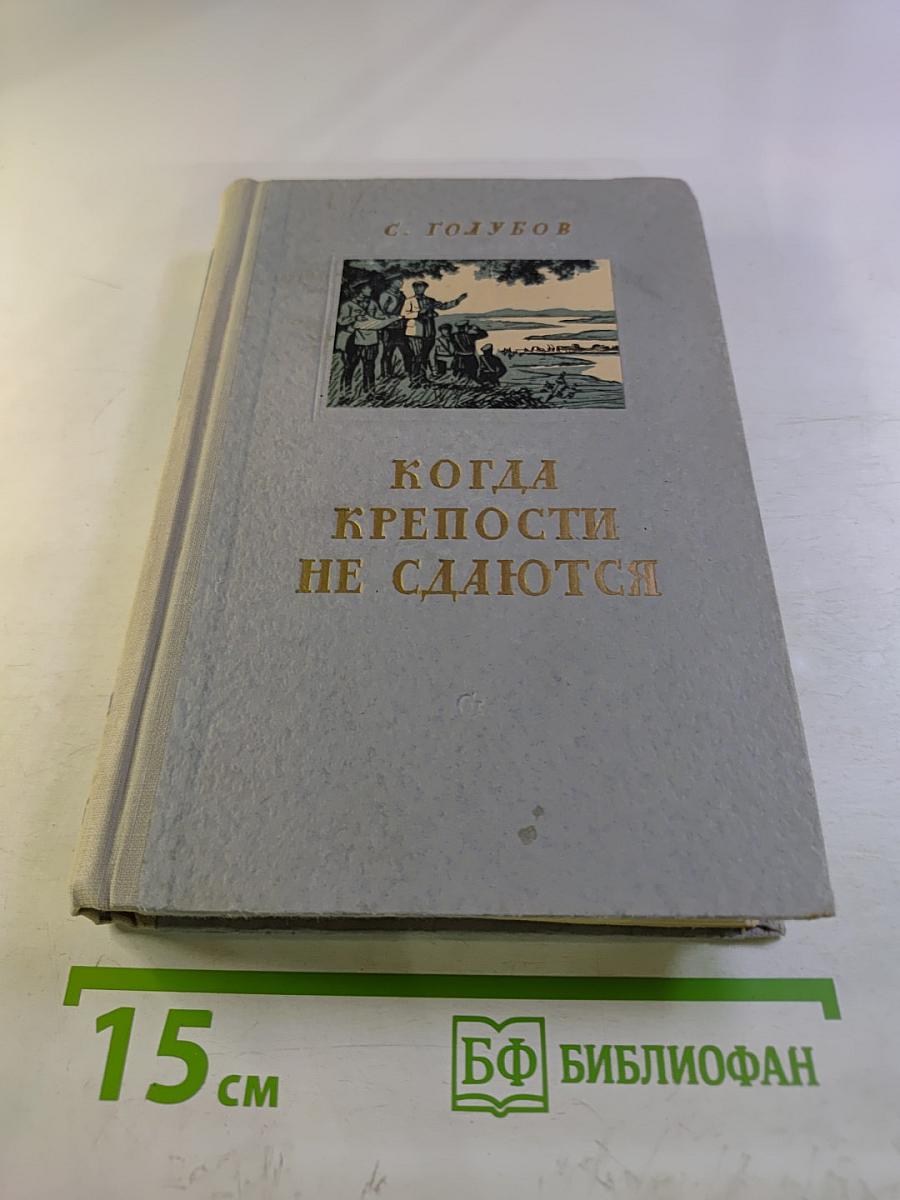 С. ГОЛУБОВ
КОГДА
КРЕПОСТИ
НЕ СДАЮТСЯ
15 см
БФ БИБЛИОФАН